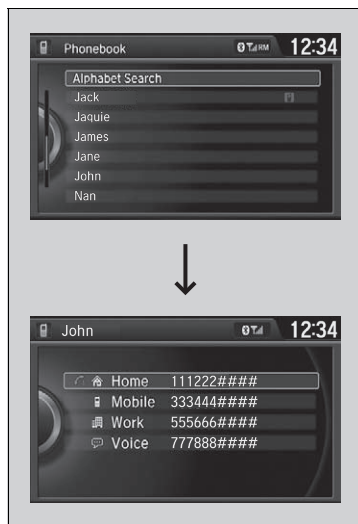 Phonebook RM 12:34
Alphabet Search
Jack
Jaquie
James
Jane
John
Nan
John 12:34
Home 111222####
Mobile 333444####
Work 555666####
Voice 777888####